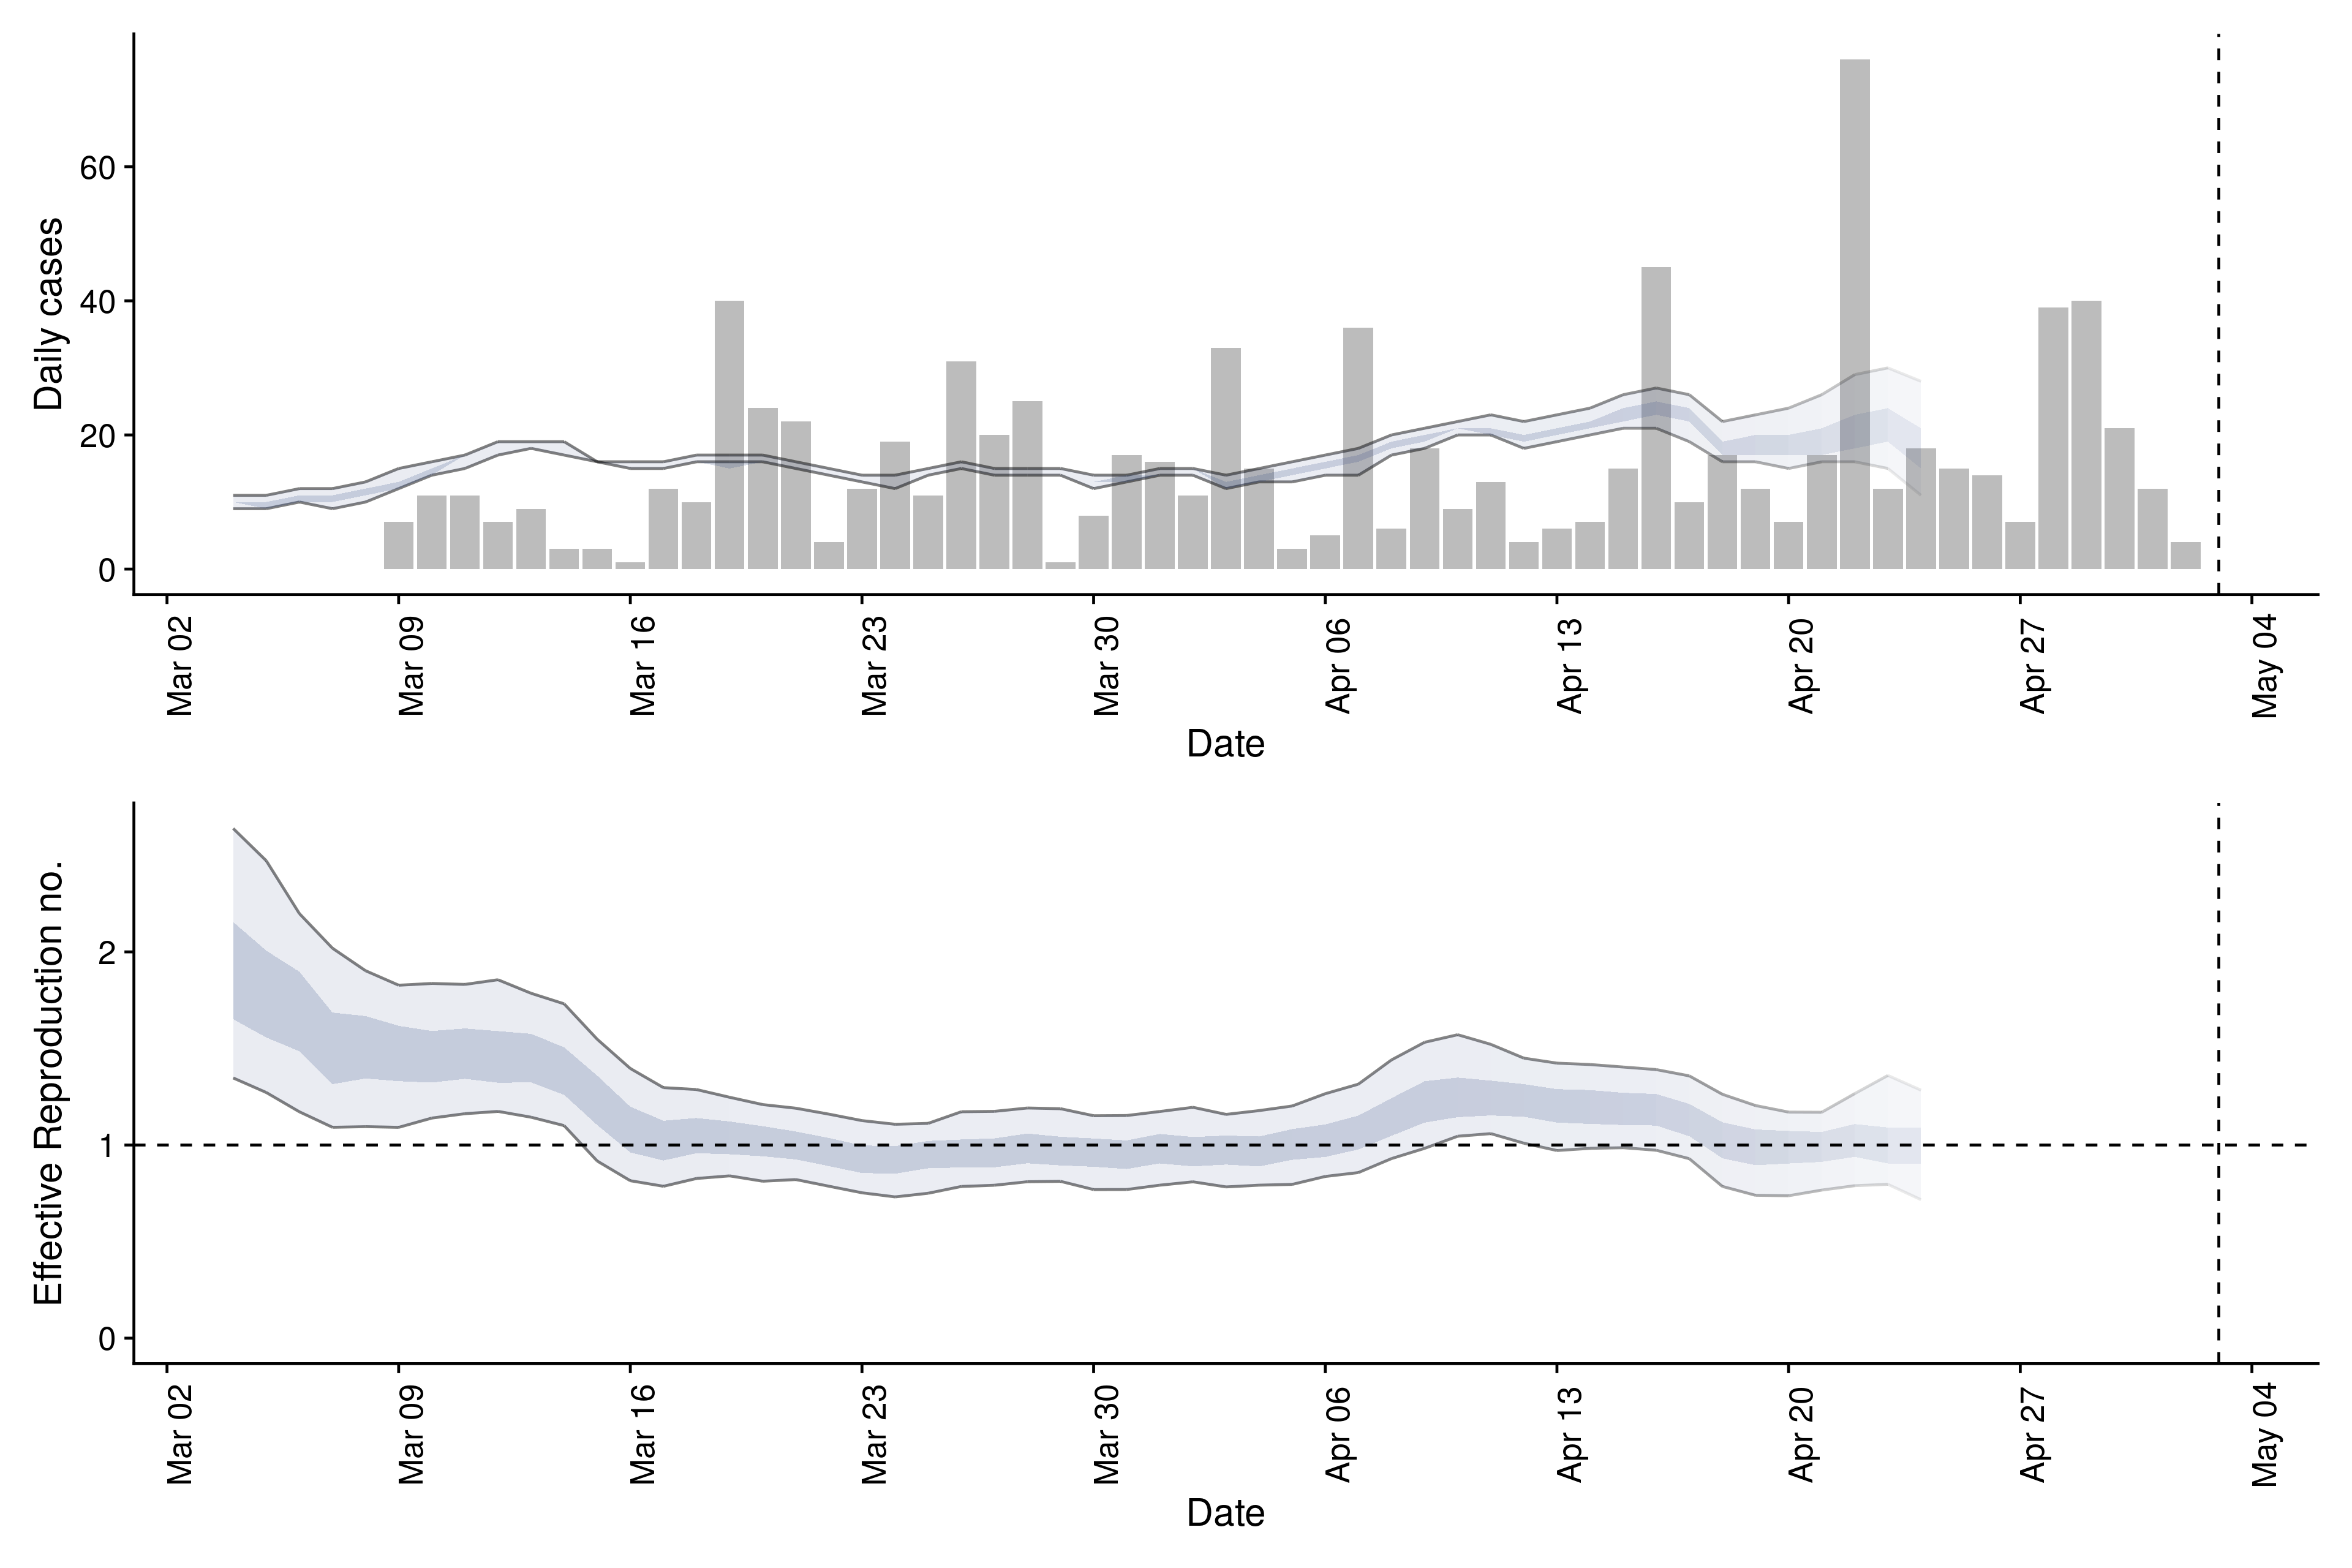 Daily cases
60
40
20
0
Mar 02
Mar 09
Mar 16
Mar 23
Mar 30
Apr 06
Apr 13
Apr 20
Apr 27
May 04
Date
Effective Reproduction no.
2
1
0
Mar 02
Mar 09
Mar 16
Mar 23
Mar 30
Apr 06
Apr 13
Apr 20
Apr 27
May 04
Date